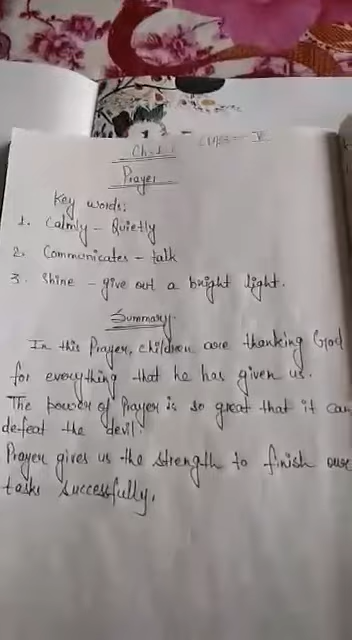 Ch-1.
Class - V
Prayer
Key words:
1. Calmly - Quietly
2. Communicates - talk
3. Shine - give out a bright light.
Summary.
In this Prayer, children are thanking God
for everything that he has given us.
The power of Prayer is so great that it can
defeat the devil.
Prayer gives us the strength to finish our
tasks successfully.